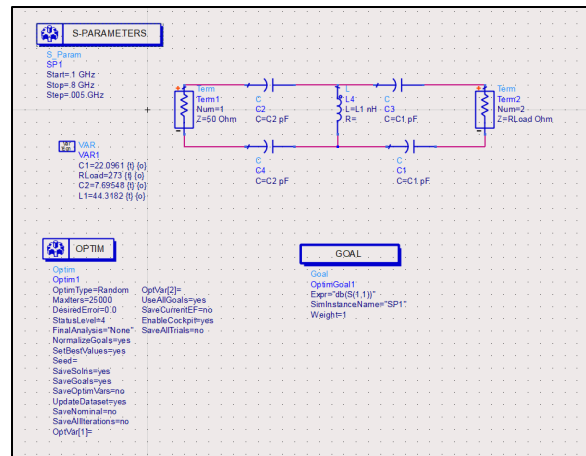 S-PARAMETERS
S_Param
SP1
Start=.1 GHz
Stop=.8 GHz
Step=.005 GHz
Term
Term1
Num=1
Z=50 Ohm
C
C2
C=C2 pF
L
L4
L=L1 nH
R=
C
C3
C=C1 pF
Term
Term2
Num=2
Z=RLoad Ohm
C
C4
C=C2 pF
C
C1
C=C1 pF
Var
Eqn
VAR
VAR1
C1=22.0961 {t} {o}
RLoad=273 {t} {o}
C2=7.69548 {t} {o}
L1=44.3182 {t} {o}
OPTIM
Optim
Optim1
OptimType=Random
MaxIters=25000
DesiredError=0.0
StatusLevel=4
FinalAnalysis="None"
NormalizeGoals=yes
SetBestValues=yes
Seed=
SaveSolns=yes
SaveGoals=yes
SaveOptimVars=no
UpdateDataset=yes
SaveNominal=no
SaveAllIterations=no
OptVar[1]=
OptVar[2]=
UseAllGoals=yes
SaveCurrentEF=no
EnableCockpit=yes
SaveAllTrials=no
GOAL
Goal
OptimGoal1
Expr="db(S(1,1))"
SimInstanceName="SP1"
Weight=1